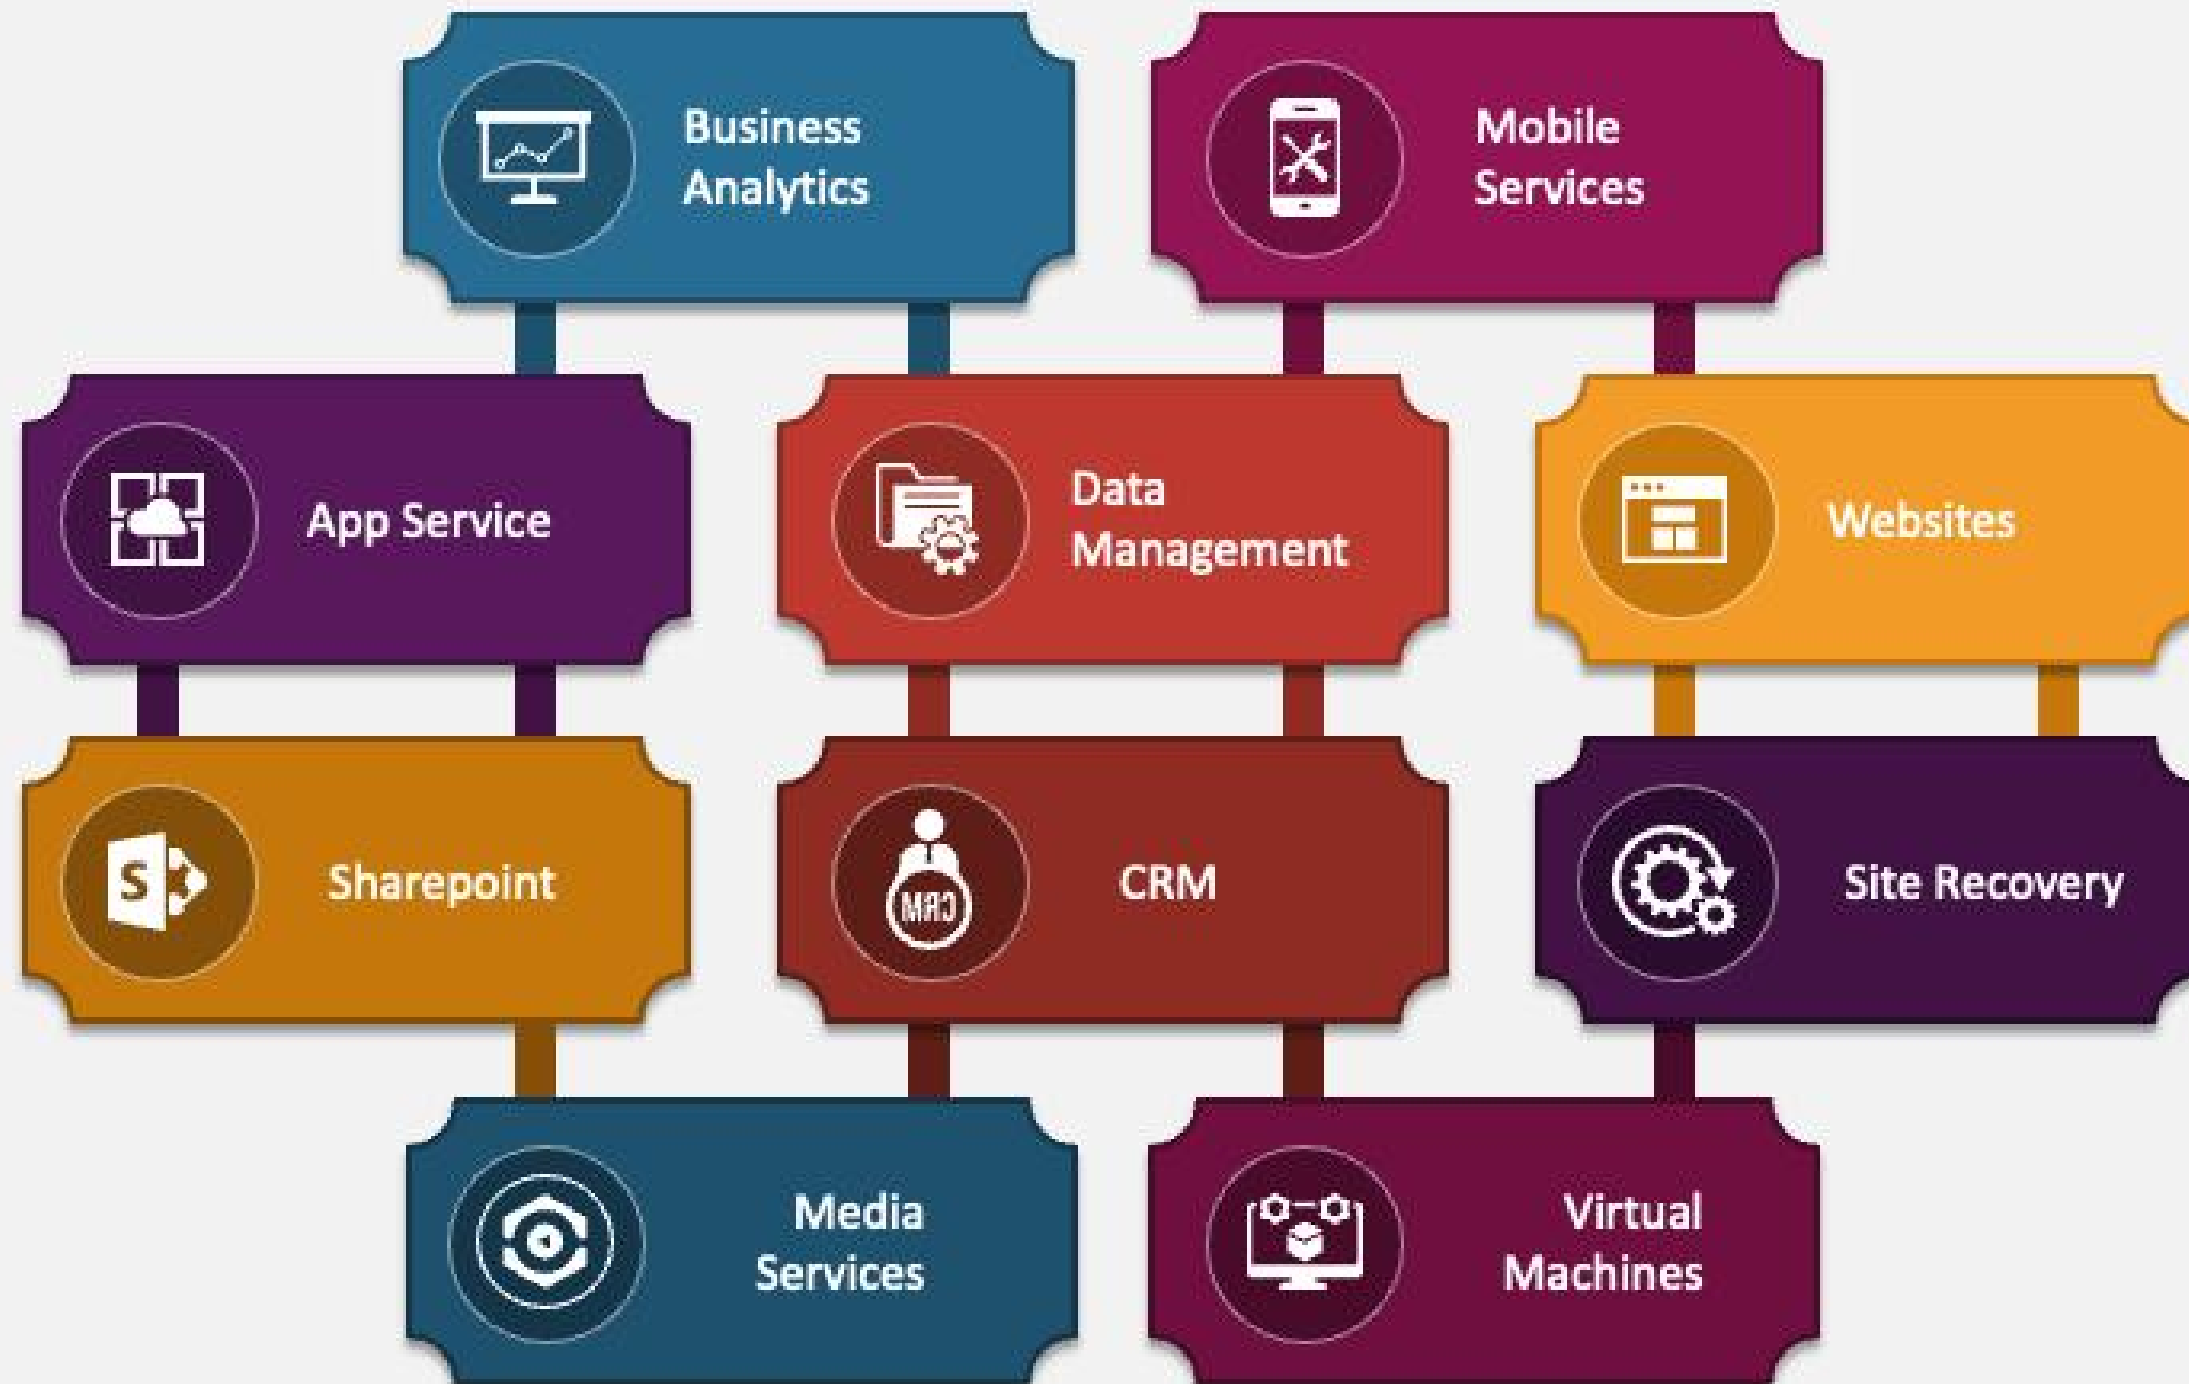 Business
Analytics
Mobile
Services
App Service
Data
Management
Websites
S
Sharepoint
CRM
CRM
Site Recovery
Media
Services
Virtual
Machines